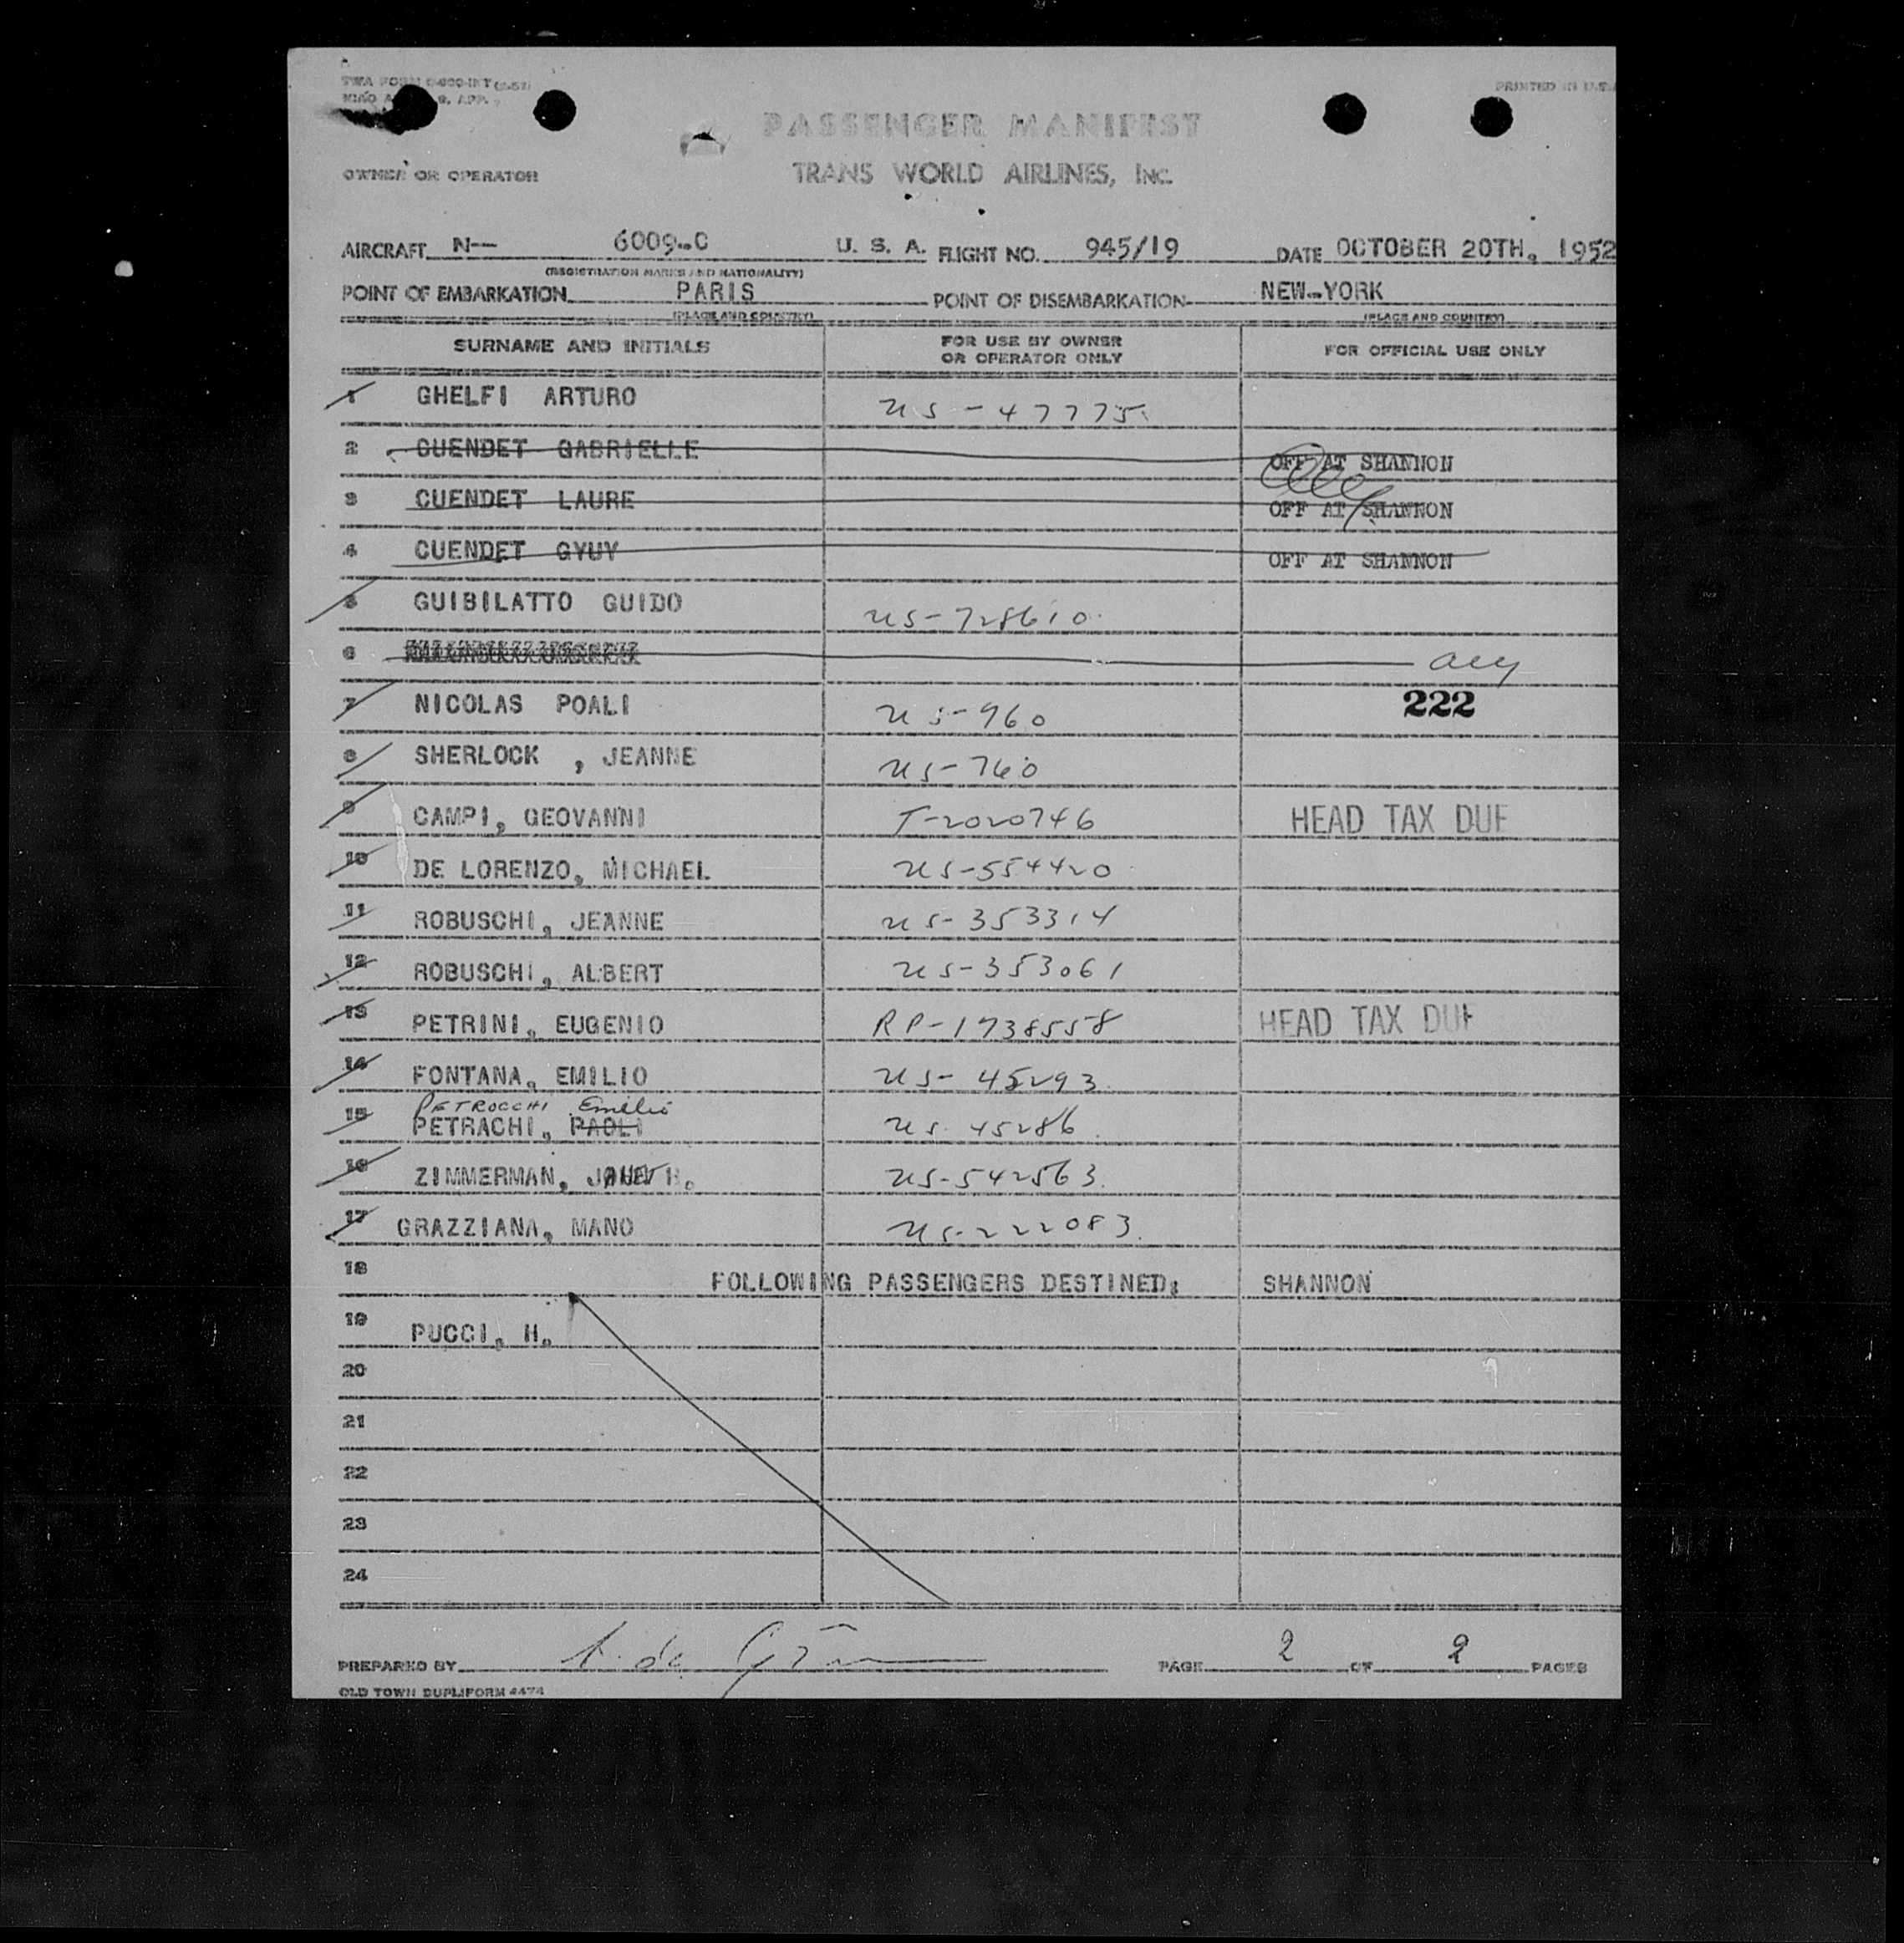 PRINTED IN U.S.A
PASSENGER MANIFEST
OWNER OR OPERATOR TRANS WORLD AIRLINES, INC.
AIRCRAFT N-- 6009-C U. S. A. FLIGHT NO. 945/19 DATE OCTOBER 20TH, 1952
(REGISTRATION MARKS AND NATIONALITY)
POINT OF EMBARKATION PARIS POINT OF DISEMBARKATION NEW-YORK
(PLACE AND COUNTRY) (PLACE AND COUNTRY)
SURNAME AND INITIALS FOR USE BY OWNER OR OPERATOR ONLY FOR OFFICIAL USE ONLY
1 GHELFI ARTURO US-47775
2 CUENDET GABRIELLE OFF AT SHANNON
3 CUENDET LAURE OFF AT SHANNON
4 CUENDET GYUY OFF AT SHANNON
5 GUIBILATTO GUIDO US-728610
6
7 NICOLAS POALI US-960 222
8 SHERLOCK , JEANNE US-760
9 CAMPI, GEOVANNI T-2020746 HEAD TAX DUE
10 DE LORENZO, MICHAEL US-554420
11 ROBUSCHI, JEANNE US-353314
12 ROBUSCHI, ALBERT US-353061
13 PETRINI, EUGENIO RP-1738558 HEAD TAX DUE
14 FONTANA, EMILIO US-45293
PETROCCHI Emilio
15 PETRACHI, PAOLI US 45286
16 ZIMMERMAN, H. US-542563
17 GRAZZIANA, MANO US-222083
18 FOLLOWING PASSENGERS DESTINED: SHANNON
19 PUCCI, H.
20
21
22
23
24
PREPARED BY PAGE 2 OF 2 PAGES
OLD TOWN DUPLIFORM 4474